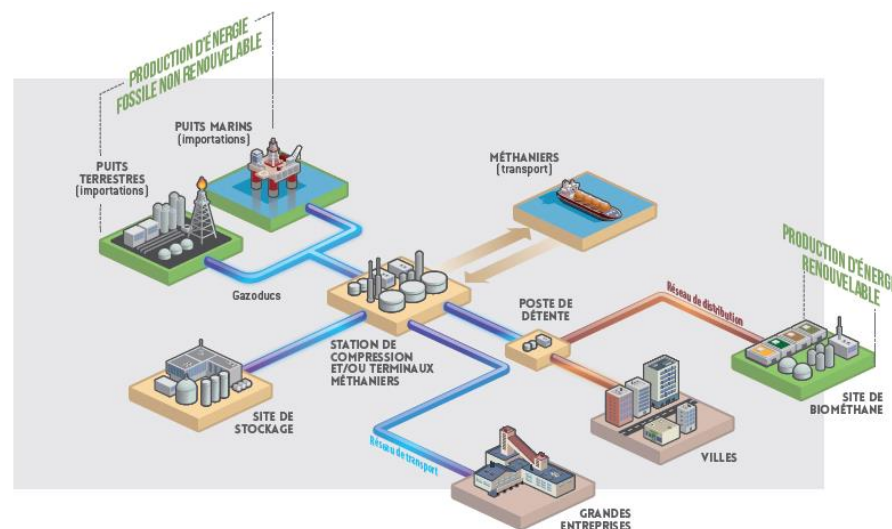 PRODUCTION D'ÉNERGIE
FOSSILE NON RENOUVELABLE
PUITS MARINS
(importations)
PUITS
TERRESTRES
(importations)
MÉTHANIERS
(transport)
PRODUCTION D'ÉNERGIE
RENOUVELABLE
Gazoducs
POSTE DE
DÉTENTE
Réseau de distribution
STATION DE
COMPRESSION
ET/OU TERMINAUX
MÉTHANIERS
SITE DE
STOCKAGE
SITE DE
BIOMÉTHANE
VILLES
Réseau de transport
GRANDES
ENTREPRISES